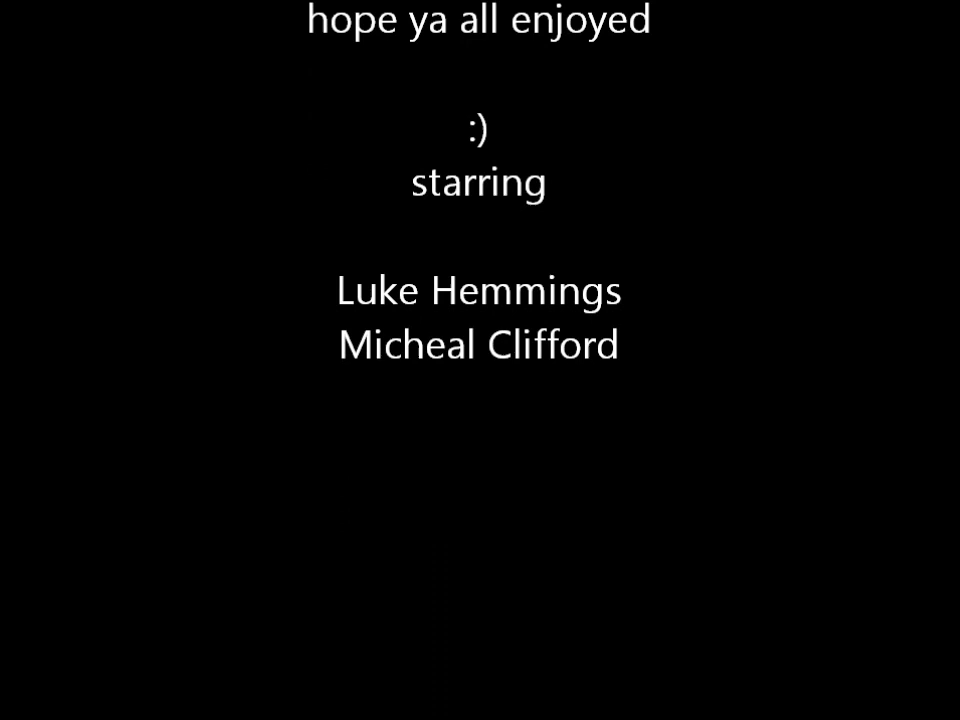 hope ya all enjoyed
:)
starring
Luke Hemmings
Micheal Clifford